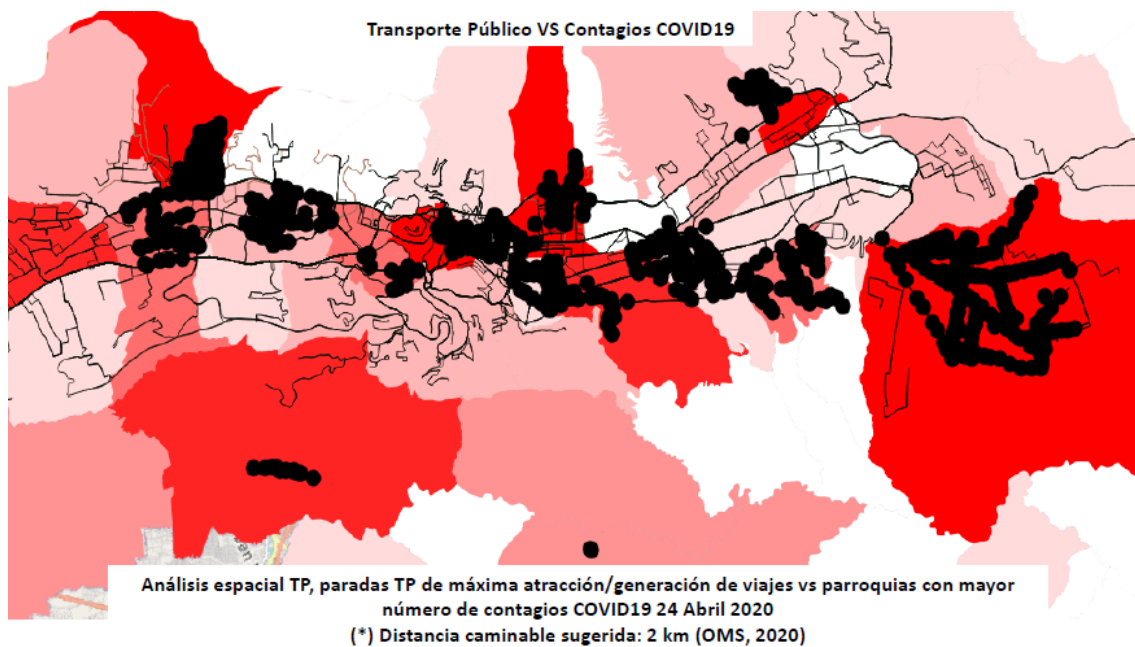 Transporte Público VS Contagios COVID19
Análisis espacial TP, paradas TP de máxima atracción/generación de viajes vs parroquias con mayor
número de contagios COVID19 24 Abril 2020
(*) Distancia caminable sugerida: 2 km (OMS, 2020)